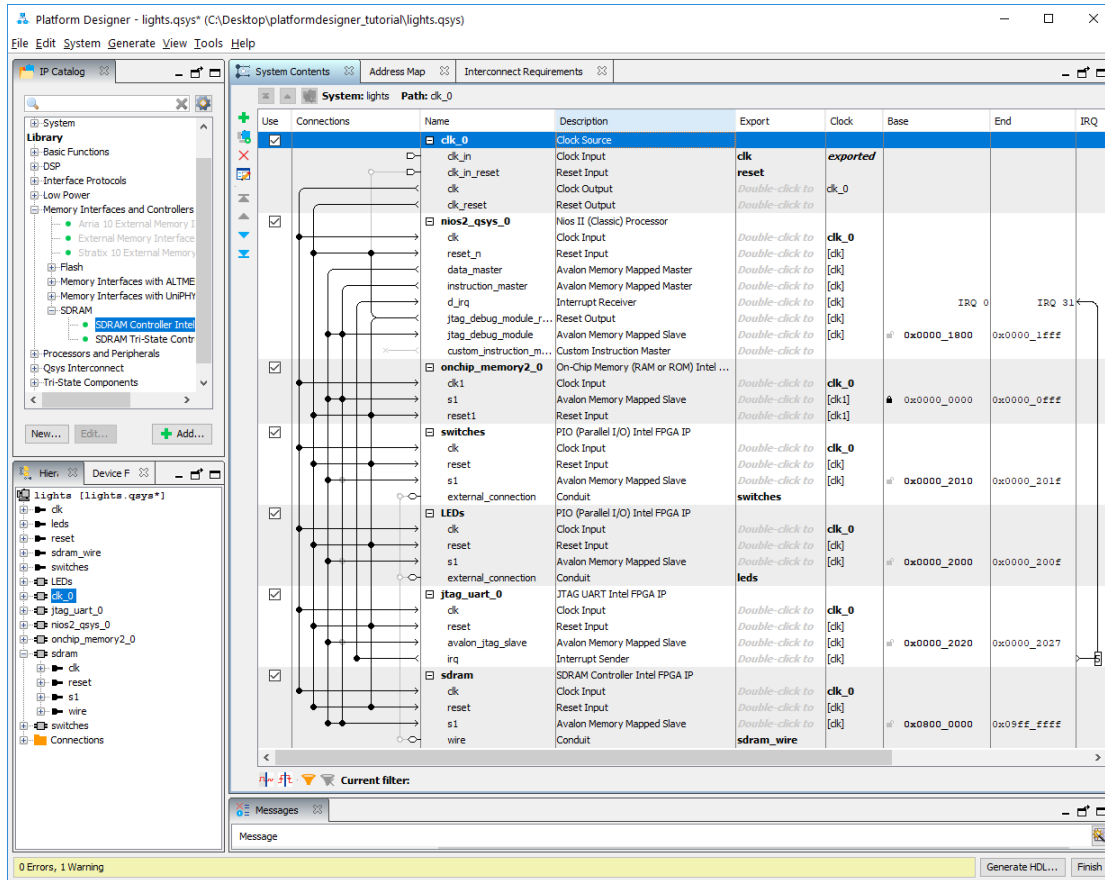 Platform Designer - lights.qsys* (C:\Desktop\platformdesigner_tutorial\lights.qsys)
File Edit System Generate View Tools Help
IP Catalog
System
Library
Basic Functions
DSP
Interface Protocols
Low Power
Memory Interfaces and Controllers
Arria 10 External Memory I
External Memory Interface
Stratix 10 External Memory
Flash
Memory Interfaces with ALTME
Memory Interfaces with UniPHY
SDRAM
SDRAM Controller Intel
SDRAM Tri-State Contr
Processors and Peripherals
Qsys Interconnect
Tri-State Components
New... Edit... Add...
Hier. Device F
lights [lights.qsys*]
clk
leds
reset
sdram_wire
switches
LEDs
clk_0
jtag_uart_0
nios2_qsys_0
onchip_memory2_0
sdram
clk
reset
s1
wire
switches
Connections
System Contents Address Map Interconnect Requirements
System: lights Path: clk_0
Use Connections Name Description Export Clock Base End IRQ
clk_0 Clock Source
clk_in Clock Input clk exported
clk_in_reset Reset Input reset
clk Clock Output Double-click to clk_0
clk_reset Reset Output Double-click to
nios2_qsys_0 Nios II (Classic) Processor
clk Clock Input Double-click to clk_0
reset_n Reset Input Double-click to [clk]
data_master Avalon Memory Mapped Master Double-click to [clk]
instruction_master Avalon Memory Mapped Master Double-click to [clk]
d_irq Interrupt Receiver Double-click to [clk] IRQ 0 IRQ 31
jtag_debug_module_r... Reset Output Double-click to [clk]
jtag_debug_module Avalon Memory Mapped Slave Double-click to [clk] 0x0000_1800 0x0000_1fff
custom_instruction_m... Custom Instruction Master Double-click to
onchip_memory2_0 On-Chip Memory (RAM or ROM) Intel ...
clk1 Clock Input Double-click to clk_0
s1 Avalon Memory Mapped Slave Double-click to [clk1] 0x0000_0000 0x0000_0fff
reset1 Reset Input Double-click to [clk1]
switches PIO (Parallel I/O) Intel FPGA IP
clk Clock Input Double-click to clk_0
reset Reset Input Double-click to [clk]
s1 Avalon Memory Mapped Slave Double-click to [clk] 0x0000_2010 0x0000_201f
external_connection Conduit switches
LEDs PIO (Parallel I/O) Intel FPGA IP
clk Clock Input Double-click to clk_0
reset Reset Input Double-click to [clk]
s1 Avalon Memory Mapped Slave Double-click to [clk] 0x0000_2000 0x0000_200f
external_connection Conduit leds
jtag_uart_0 JTAG UART Intel FPGA IP
clk Clock Input Double-click to clk_0
reset Reset Input Double-click to [clk]
avalon_jtag_slave Avalon Memory Mapped Slave Double-click to [clk] 0x0000_2020 0x0000_2027
irq Interrupt Sender Double-click to [clk] 5
sdram SDRAM Controller Intel FPGA IP
clk Clock Input Double-click to clk_0
reset Reset Input Double-click to [clk]
s1 Avalon Memory Mapped Slave Double-click to [clk] 0x0800_0000 0x09ff_ffff
wire Conduit sdram_wire
Current filter:
Messages
Message
0 Errors, 1 Warning
Generate HDL... Finish